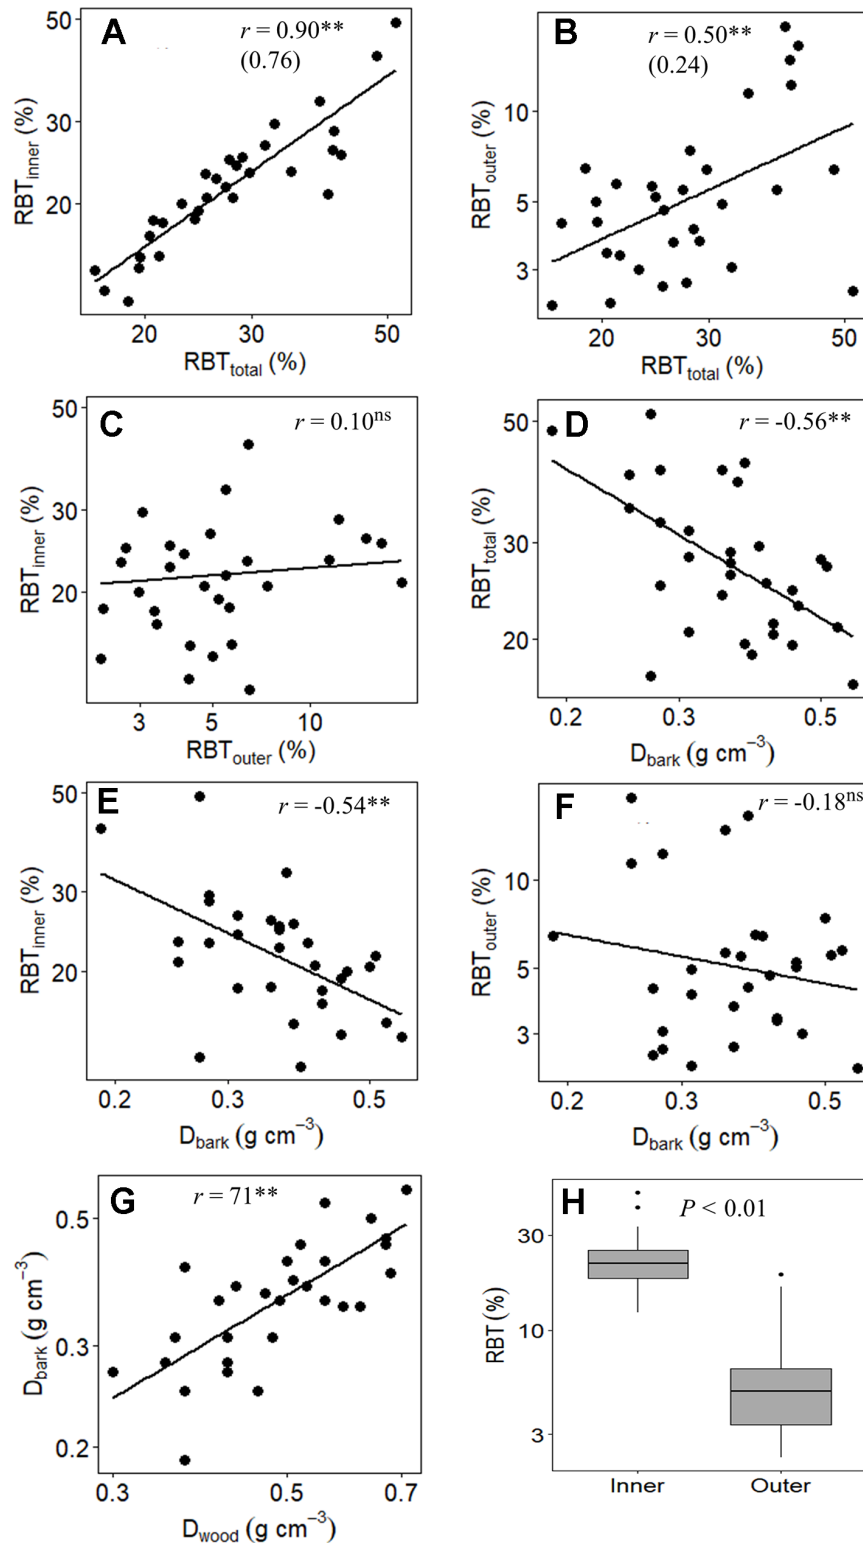 A
r = 0.90**
(0.76)
50
30
20
RBTinner (%)
20 30 50
RBTtotal (%)
B
r = 0.50**
(0.24)
10
5
3
RBTouter (%)
20 30 50
RBTtotal (%)
C
r = 0.10ns
50
30
20
RBTinner (%)
3 5 10
RBTouter (%)
D
r = -0.56**
50
30
20
RBTtotal (%)
0.2 0.3 0.5
Dbark (g cm−3)
E
r = -0.54**
50
30
20
RBTinner (%)
0.2 0.3 0.5
Dbark (g cm−3)
F
r = -0.18ns
10
5
3
RBTouter (%)
0.2 0.3 0.5
Dbark (g cm−3)
G
r = 71**
0.5
0.3
0.2
Dbark (g cm−3)
0.3 0.5 0.7
Dwood (g cm−3)
H
P < 0.01
30
10
3
RBT (%)
Inner Outer